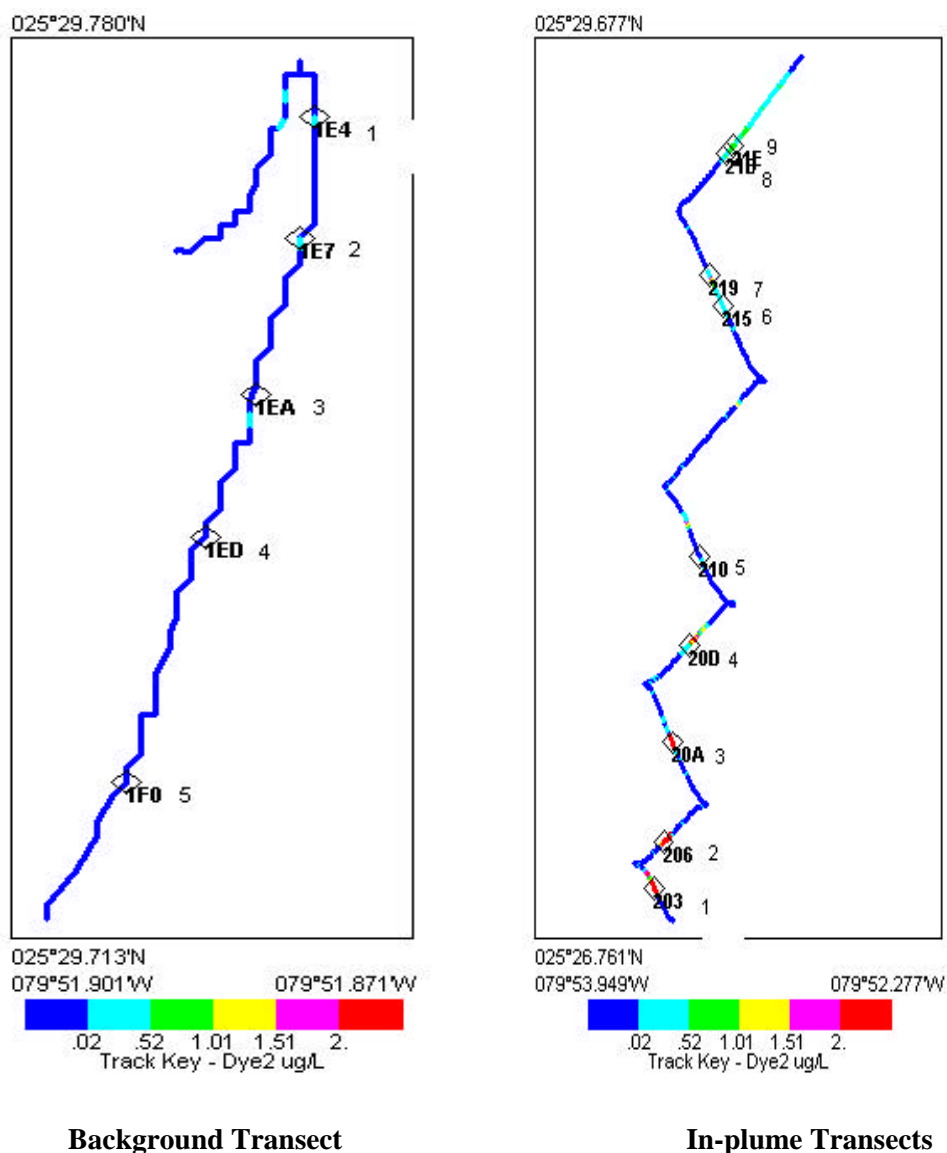 025°29.780'N
1E4 1
1E7 2
1EA 3
1ED 4
1F0 5
025°29.713'N
079°51.901'W 079°51.871'W
.02 .52 1.01 1.51 2.
Track Key - Dye2 ug/L
Background Transect
025°29.677'N
21F 9
21D 8
219 7
215 6
210 5
20D 4
20A 3
206 2
203 1
025°26.761'N
079°53.949'W 079°52.277'W
.02 .52 1.01 1.51 2.
Track Key - Dye2 ug/L
In-plume Transects